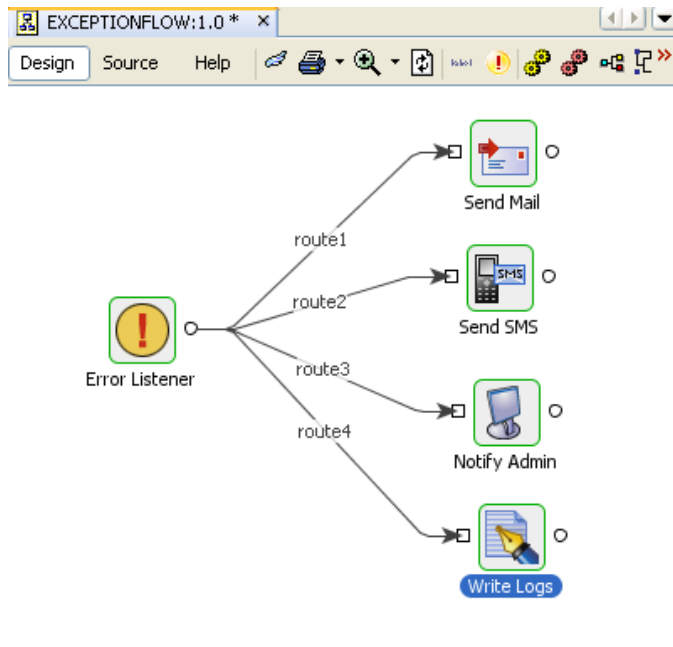 EXCEPTIONFLOW:1.0 *
Design Source Help
label
Send Mail
route1
SMS
route2
Send SMS
Error Listener
route3
route4
Notify Admin
Write Logs